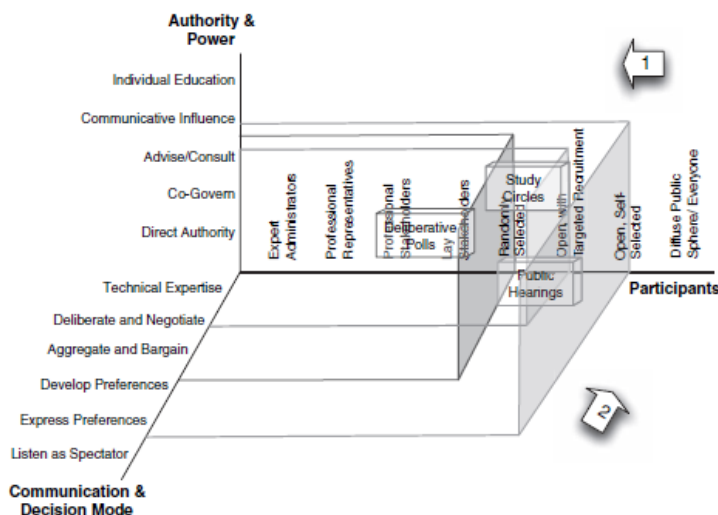 Authority &
Power
Individual Education
Communicative Influence
Advise/Consult
Co-Govern
Direct Authority
Expert
Administrators
Professional
Representatives
Professional
Stakeholders
Lay
Stakeholders
Randomly
Selected
Open, with
Targeted Recruitment
Open, Self-
Selected
Diffuse Public
Sphere/ Everyone
Study
Circles
Deliberative
Polls
Public
Hearings
Participants
Technical Expertise
Deliberate and Negotiate
Aggregate and Bargain
Develop Preferences
Express Preferences
Listen as Spectator
Communication &
Decision Mode
1
2